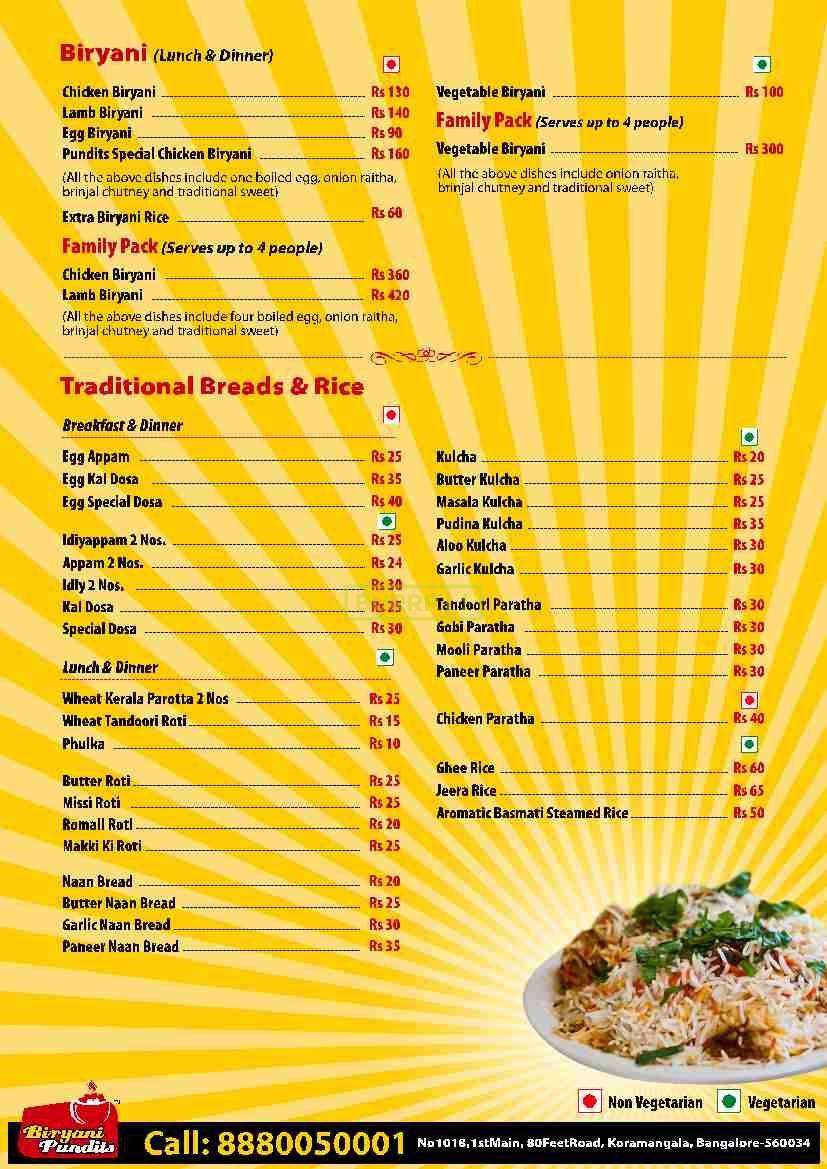 Biryani (Lunch & Dinner)
Chicken Biryani Rs 130
Lamb Biryani Rs 140
Egg Biryani Rs 90
Pundits Special Chicken Biryani Rs 160
(All the above dishes include one boiled egg, onion raitha,
brinjal chutney and traditional sweet)
Extra Biryani Rice Rs 60
Family Pack (Serves up to 4 people)
Chicken Biryani Rs 360
Lamb Biryani Rs 420
(All the above dishes include four boiled egg, onion raitha,
brinjal chutney and traditional sweet)
Vegetable Biryani Rs 100
Family Pack (Serves up to 4 people)
Vegetable Biryani Rs 300
(All the above dishes include onion raitha,
brinjal chutney and traditional sweet)
Traditional Breads & Rice
Breakfast & Dinner
Egg Appam Rs 25
Egg Kal Dosa Rs 35
Egg Special Dosa Rs 40
Idiyappam 2 Nos. Rs 25
Appam 2 Nos. Rs 24
Idly 2 Nos. Rs 30
Kal Dosa Rs 25
Special Dosa Rs 30
Lunch & Dinner
Wheat Kerala Parotta 2 Nos Rs 25
Wheat Tandoori Roti Rs 15
Phulka Rs 10
Butter Roti Rs 25
Missi Roti Rs 25
Romali Roti Rs 20
Makki Ki Roti Rs 25
Naan Bread Rs 20
Butter Naan Bread Rs 25
Garlic Naan Bread Rs 30
Paneer Naan Bread Rs 35
Kulcha Rs 20
Butter Kulcha Rs 25
Masala Kulcha Rs 25
Pudina Kulcha Rs 35
Aloo Kulcha Rs 30
Garlic Kulcha Rs 30
Tandoori Paratha Rs 30
Gobi Paratha Rs 30
Mooli Paratha Rs 30
Paneer Paratha Rs 30
Chicken Paratha Rs 40
Ghee Rice Rs 60
Jeera Rice Rs 65
Aromatic Basmati Steamed Rice Rs 50
Non Vegetarian Vegetarian
Biryani
Pundits
Call: 8880050001 No1018,1stMain, 80FeetRoad, Koramangala, Bangalore-560034